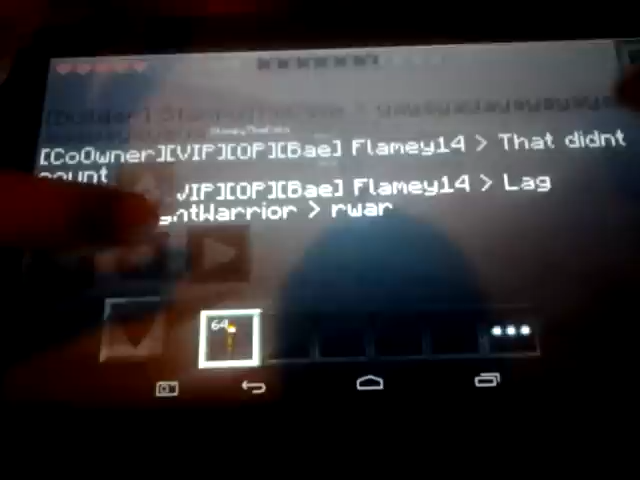 [CoOwner][VIP][OP][Bae] Flamey14 > That didnt
count
VIP][OP][Bae] Flamey14 > Lag
ntWarrior > rwar
64